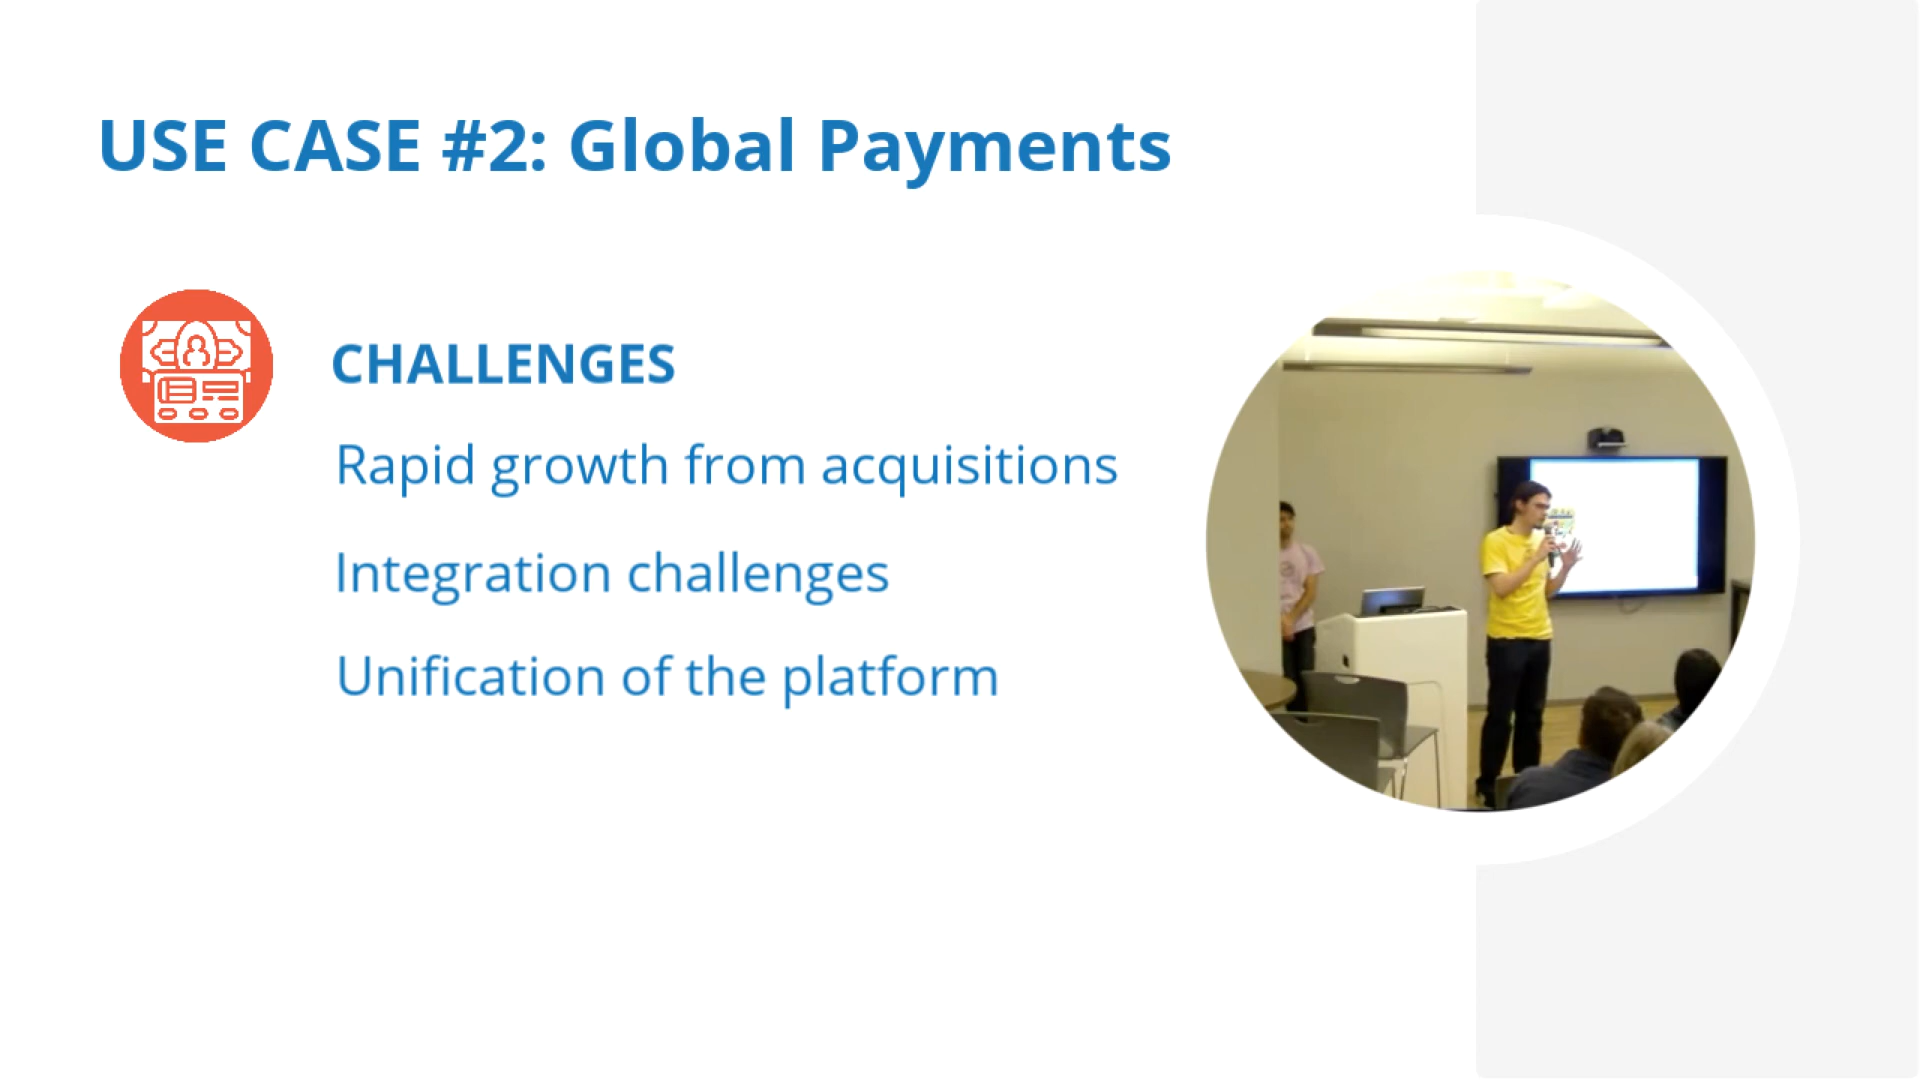 USE CASE #2: Global Payments
CHALLENGES
Rapid growth from acquisitions
Integration challenges
Unification of the platform